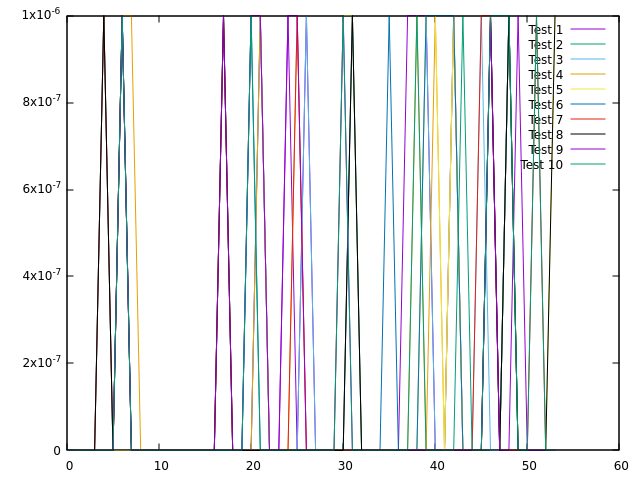 1x10-6
8x10-7
6x10-7
4x10-7
2x10-7
0
0 10 20 30 40 50 60
Test 1
Test 2
Test 3
Test 4
Test 5
Test 6
Test 7
Test 8
Test 9
Test 10